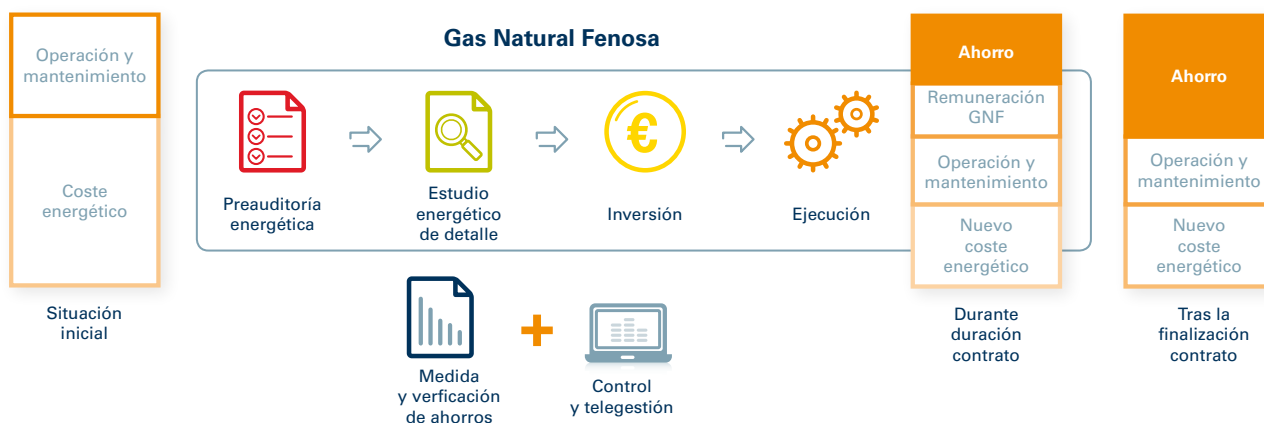 Operación y
mantenimiento
Coste
energético
Situación
inicial
Gas Natural Fenosa
Preauditoría
energética
Estudio
energético
de detalle
Inversión
Ejecución
Medida
y verficación
de ahorros
Control
y telegestión
Ahorro
Remuneración
GNF
Operación y
mantenimiento
Nuevo
coste
energético
Durante
duración
contrato
Ahorro
Operación y
mantenimiento
Nuevo
coste
energético
Tras la
finalización
contrato